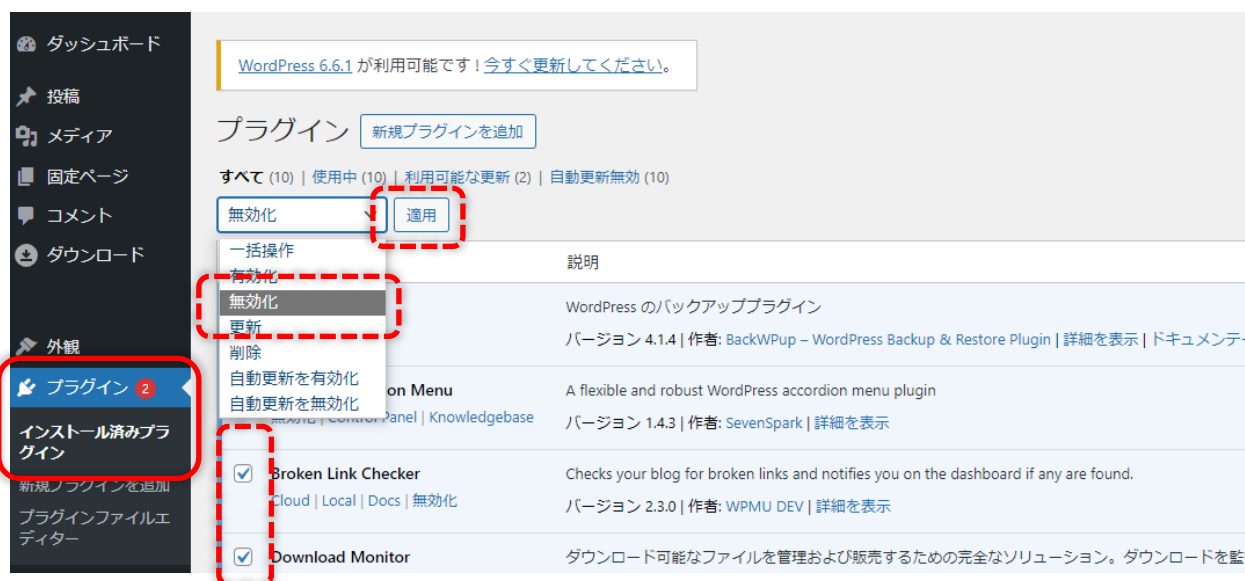 ダッシュボード
投稿
メディア
固定ページ
コメント
ダウンロード
外観
プラグイン 2
インストール済みプラ
グイン
新規プラグインを追加
プラグインファイルエ
ディター
WordPress 6.6.1 が利用可能です ! 今すぐ更新してください。
プラグイン 新規プラグインを追加
すべて (10) | 使用中 (10) | 利用可能な更新 (2) | 自動更新無効 (10)
無効化 適用
一括操作
有効化
無効化
更新
削除
自動更新を有効化
自動更新を無効化
説明
WordPress のバックアッププラグイン
バージョン 4.1.4 | 作者: BackWPup – WordPress Backup & Restore Plugin | 詳細を表示 | ドキュメンテー
on Menu
無効化 | Control Panel | Knowledgebase
A flexible and robust WordPress accordion menu plugin
バージョン 1.4.3 | 作者: SevenSpark | 詳細を表示
Broken Link Checker
Cloud | Local | Docs | 無効化
Checks your blog for broken links and notifies you on the dashboard if any are found.
バージョン 2.3.0 | 作者: WPMU DEV | 詳細を表示
Download Monitor
ダウンロード可能なファイルを管理および販売するための完全なソリューション。ダウンロードを監